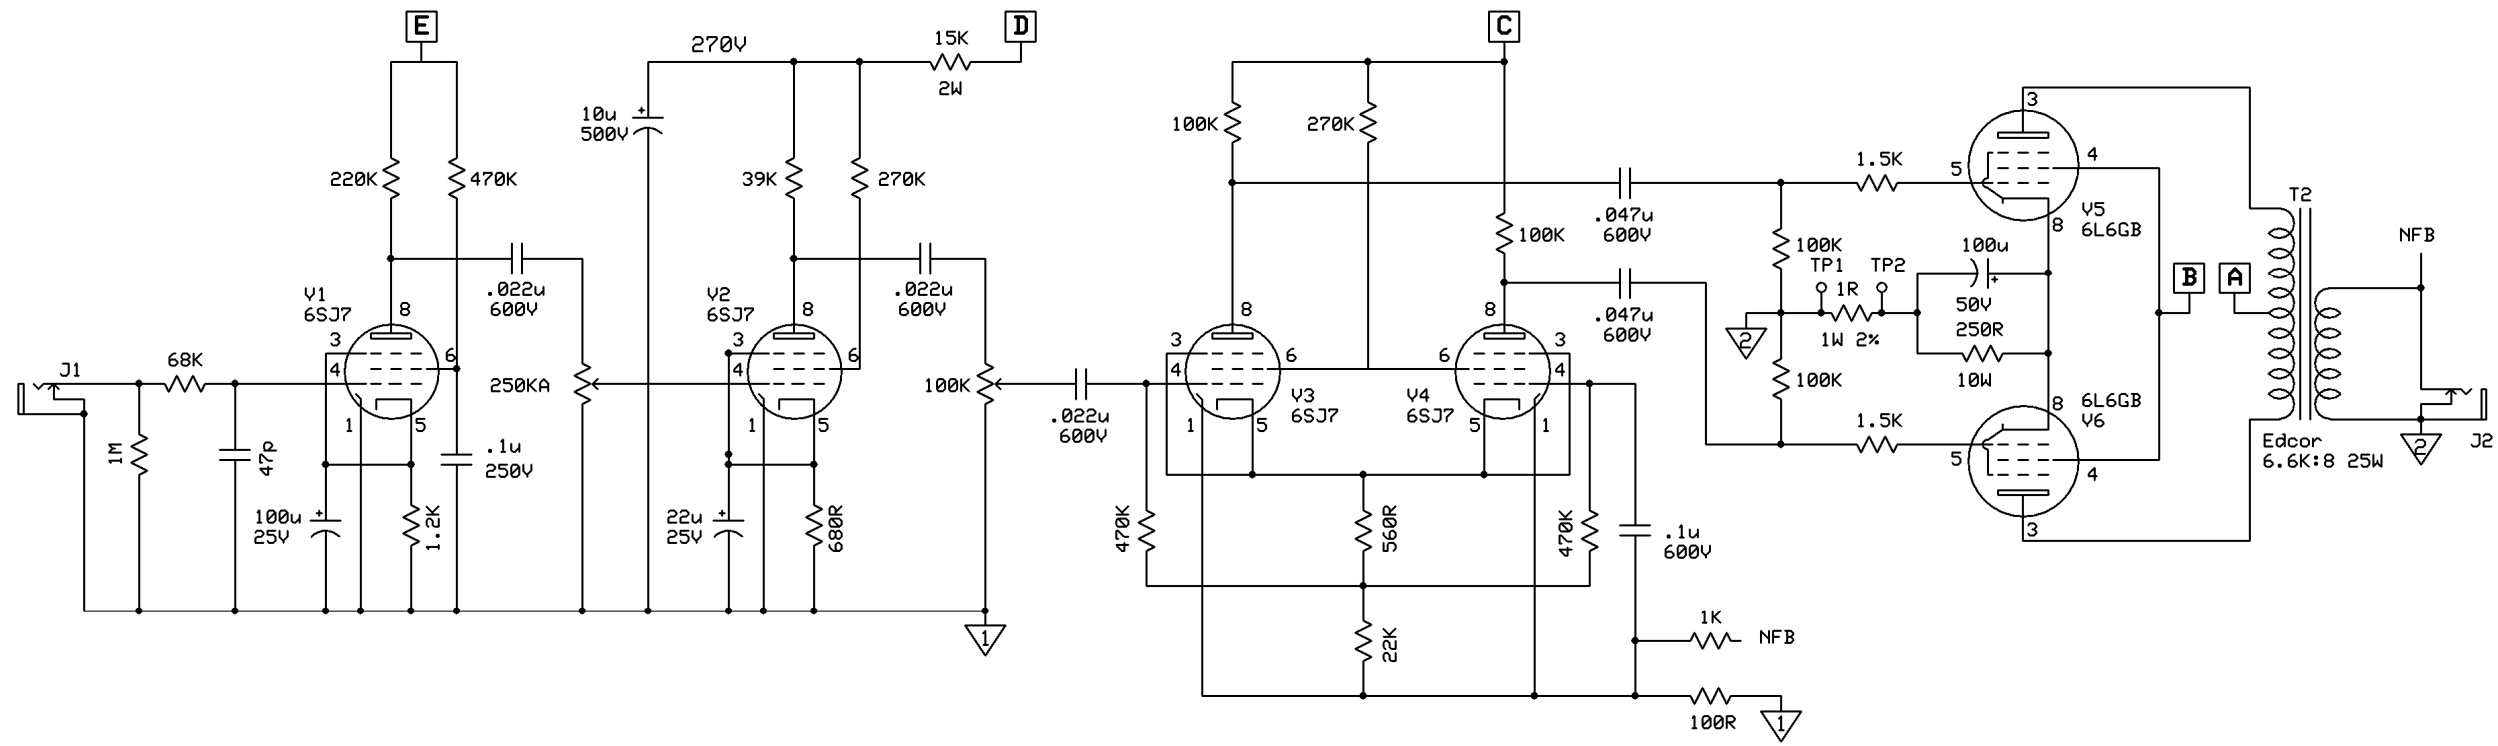 E
D
C
270V
15K
2W
10u
500V
100K
270K
220K
470K
39K
270K
.047u
600V
1.5K
3
5
4
V5
6L6GB
8
T2
100K
100K
TP1
TP2
1R
1W 2%
100u
50V
250R
10W
B
A
NFB
V1
6SJ7
8
.022u
600V
V2
6SJ7
8
.022u
600V
8
8
.047u
600V
2
J1
68K
3
4
6
250KA
3
4
6
100K
3
4
6
6
3
4
100K
V3
6SJ7
V4
6SJ7
1
5
1
5
.022u
600V
1
5
5
1
1.5K
8
6L6GB
V6
5
4
3
Edcor
6.6K:8 25W
2
J2
1M
47P
.1u
250V
100u
25V
1.2K
22u
25V
680R
470K
560R
470K
.1u
600V
1
22K
1K
NFB
100R
1